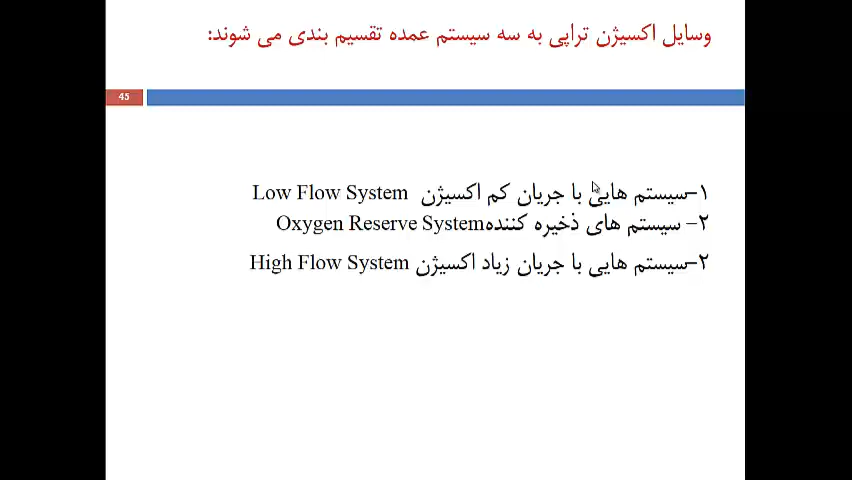 وسایل اکسیژن تراپی به سه سیستم عمده تقسیم بندی می شوند:
45
۱-سیستم هایی با جریان کم اکسیژن Low Flow System
۲- سیستم های ذخیره کنندهOxygen Reserve System
۲-سیستم هایی با جریان زیاد اکسیژن High Flow System